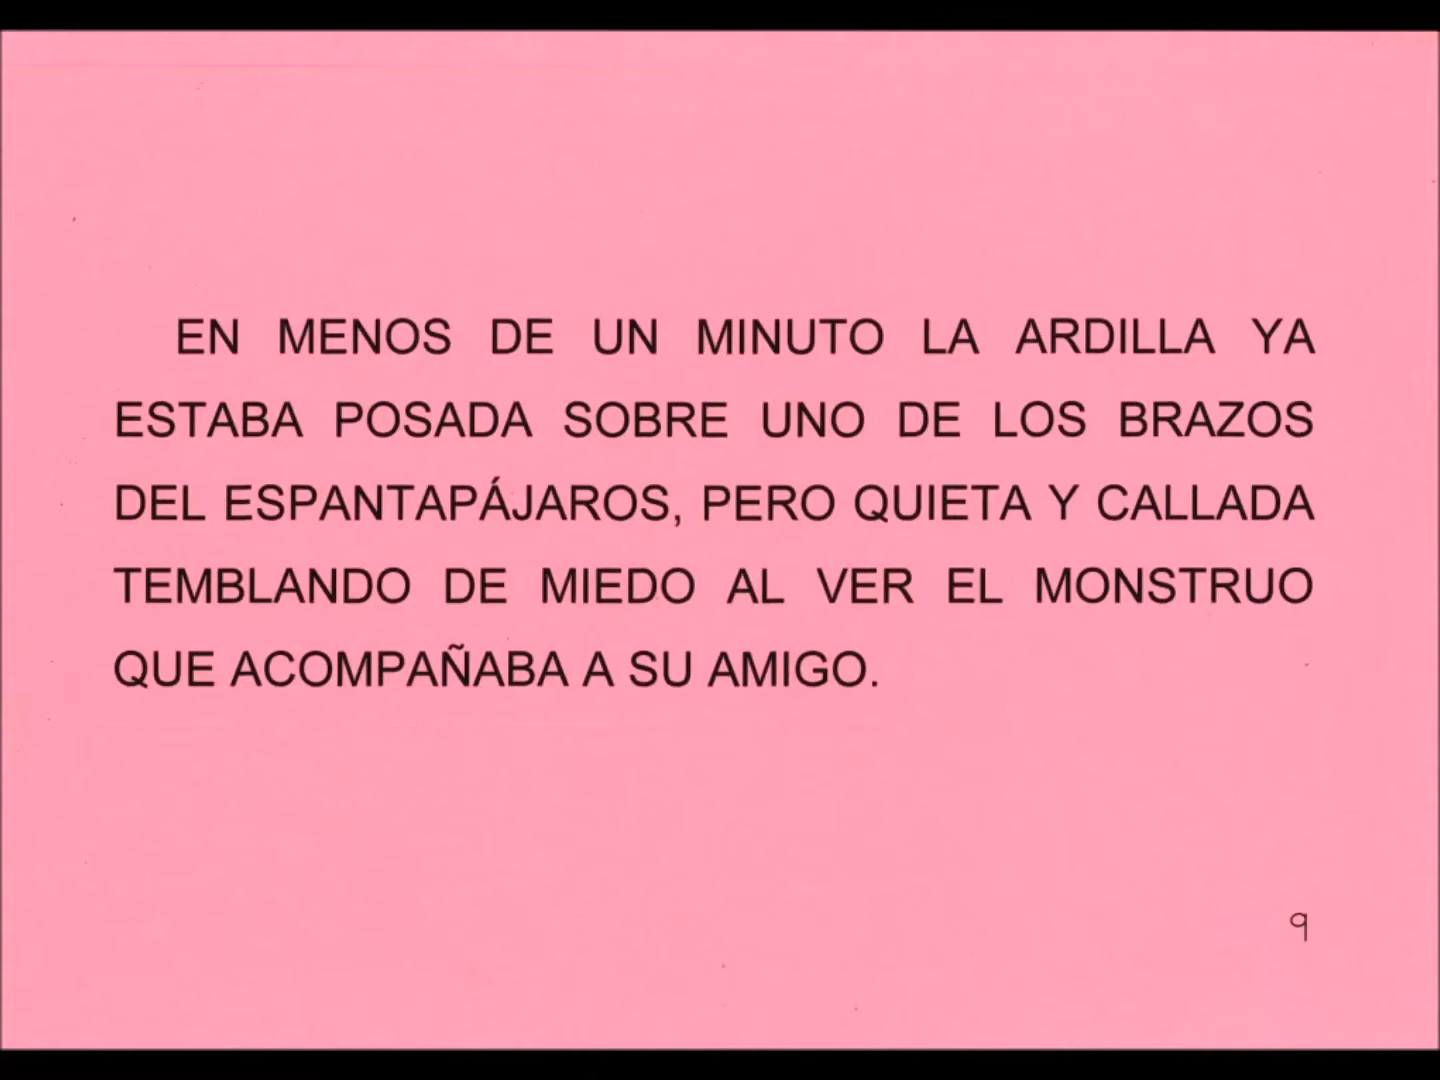 EN MENOS DE UN MINUTO LA ARDILLA YA
ESTABA POSADA SOBRE UNO DE LOS BRAZOS
DEL ESPANTAPÁJAROS, PERO QUIETA Y CALLADA
TEMBLANDO DE MIEDO AL VER EL MONSTRUO
QUE ACOMPAÑABA A SU AMIGO.
9